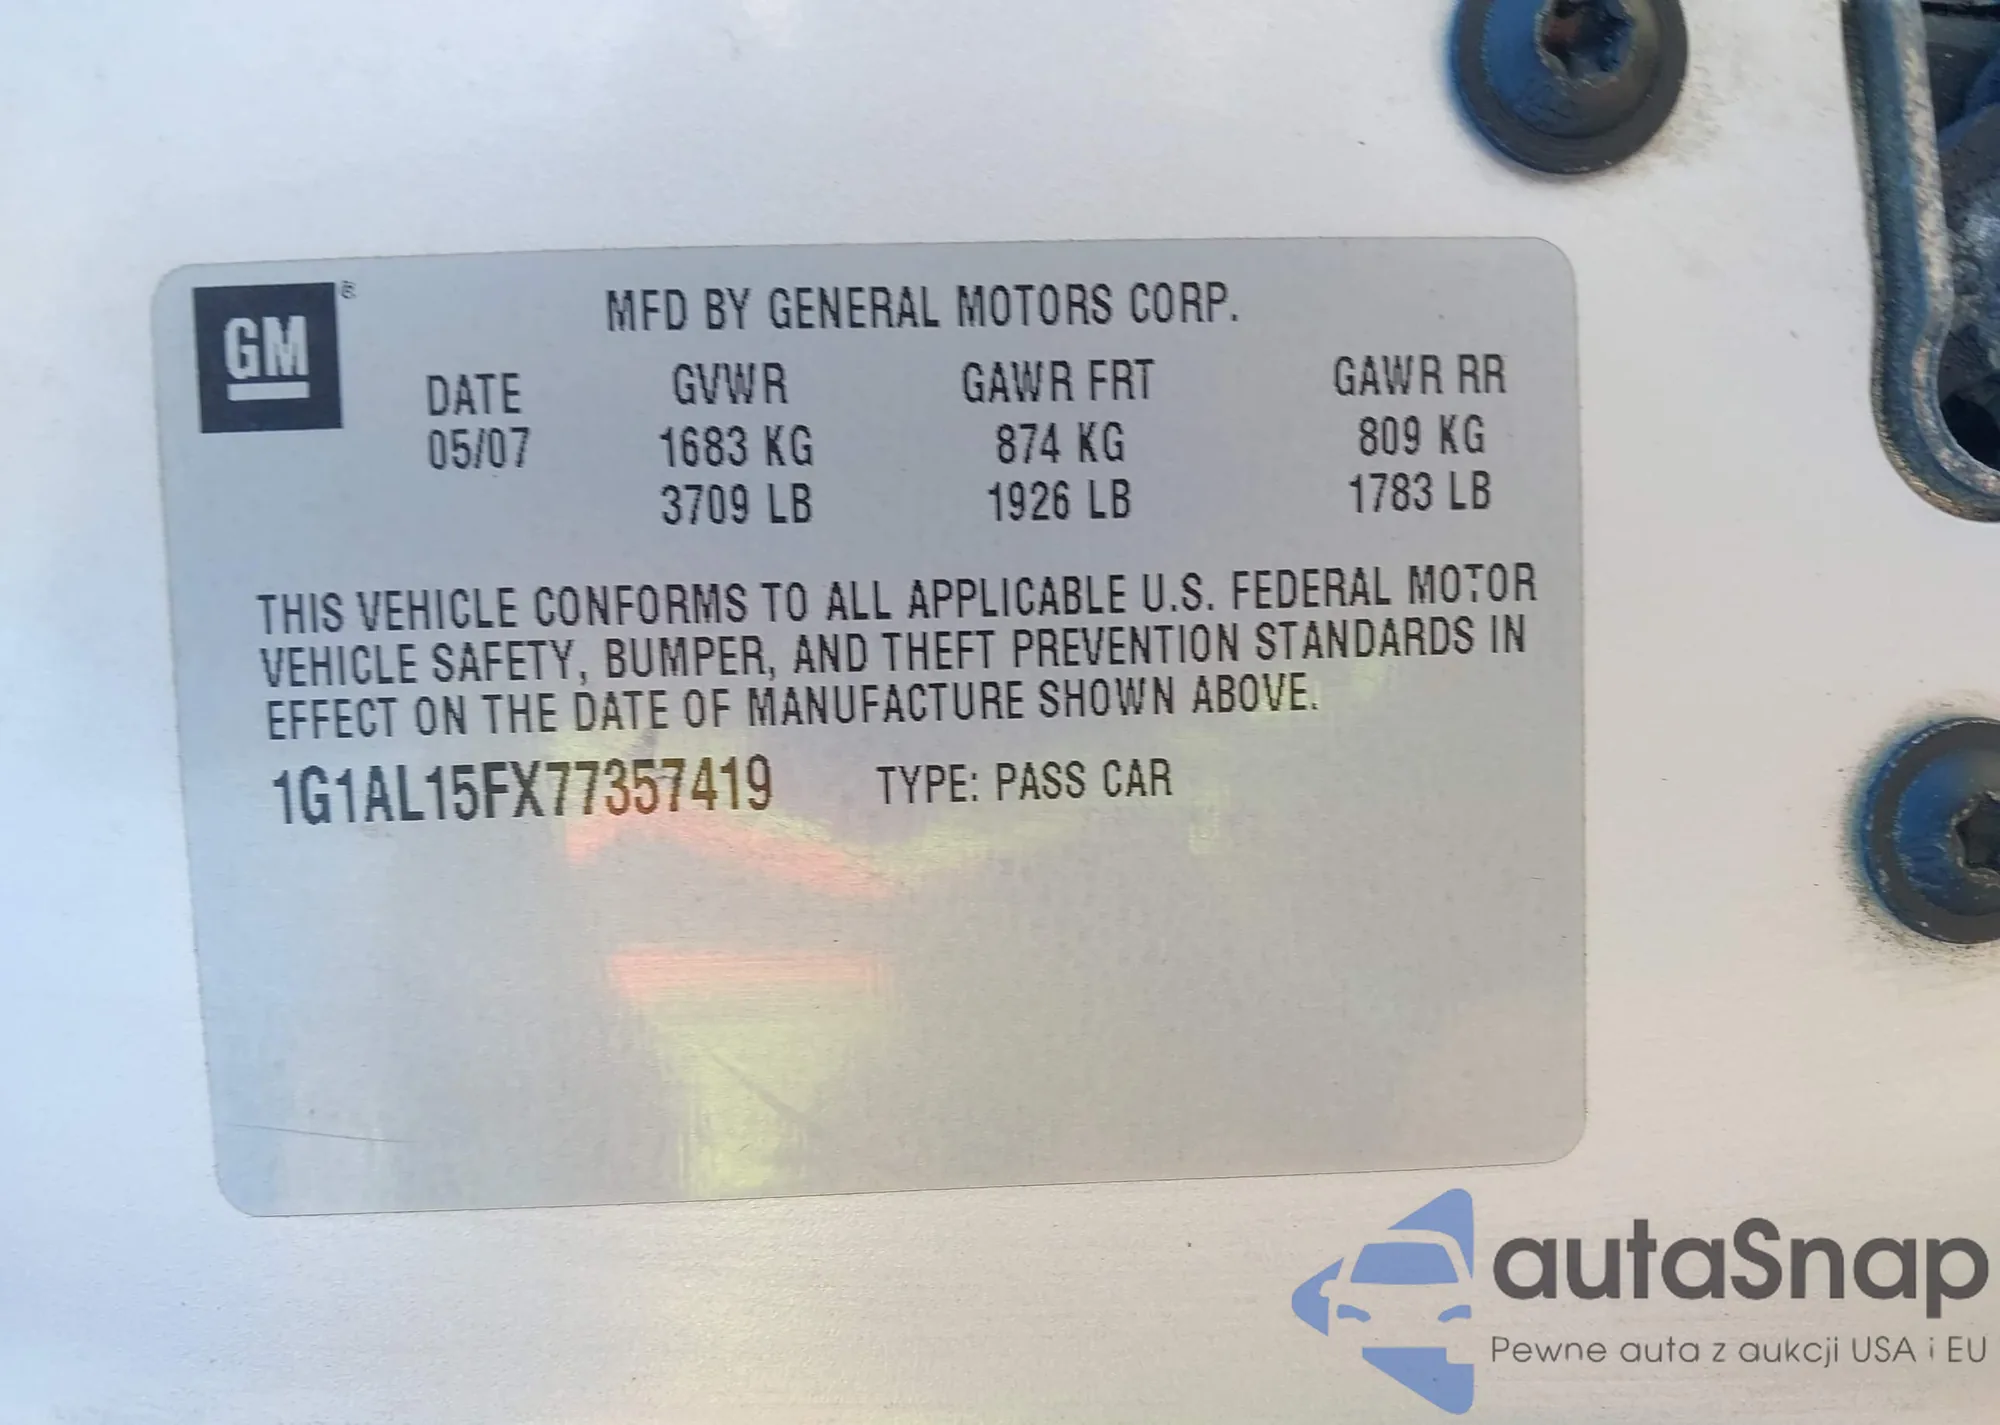 GM®
MFD BY GENERAL MOTORS CORP.
DATE GVWR GAWR FRT GAWR RR
05/07 1683 KG 874 KG 809 KG
3709 LB 1926 LB 1783 LB
THIS VEHICLE CONFORMS TO ALL APPLICABLE U.S. FEDERAL MOTOR
VEHICLE SAFETY, BUMPER, AND THEFT PREVENTION STANDARDS IN
EFFECT ON THE DATE OF MANUFACTURE SHOWN ABOVE.
1G1AL15FX77357419 TYPE: PASS CAR
autaSnap
Pewne auta z aukcji USA i EU